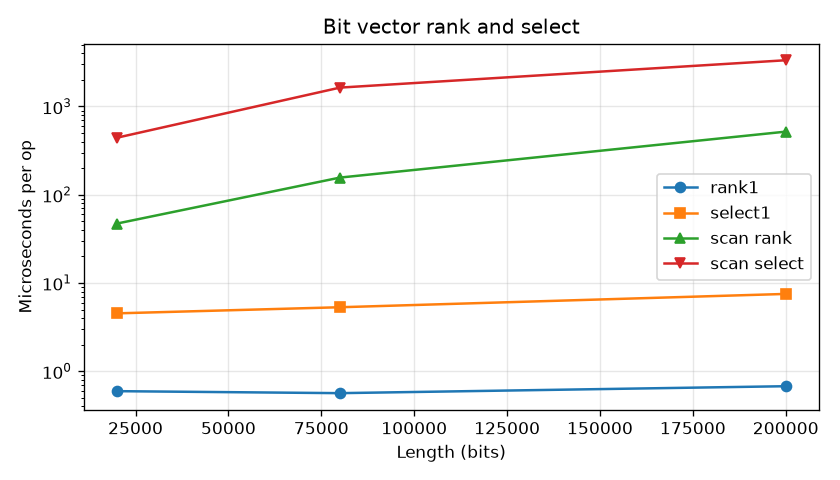 Bit vector rank and select
Microseconds per op
10^3
10^2
10^1
10^0
rank1
select1
scan rank
scan select
25000 50000 75000 100000 125000 150000 175000 200000
Length (bits)